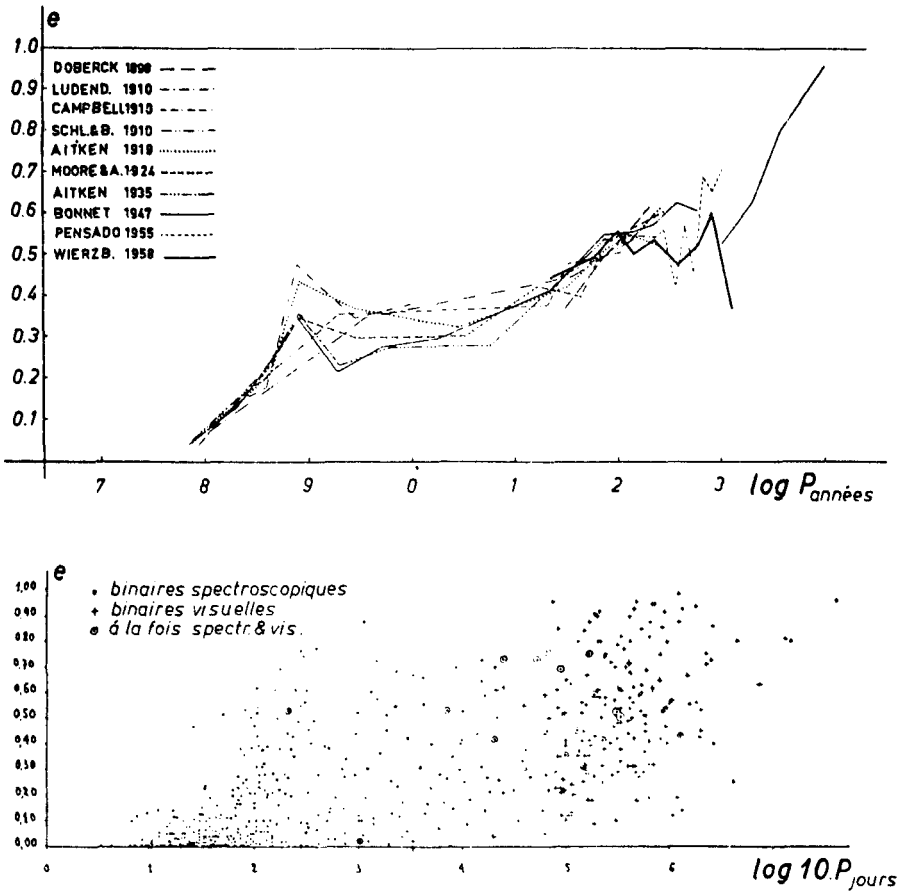 e
1.0
DOBERCK 1898
0.9
LUDEND. 1910
CAMPBELL 1910
0.8
SCHL.&B. 1910
AITKEN 1919
0.7
MOORE&A. 1924
AITKEN 1935
0.6
BONNET 1947
PENSADO 1955
0.5
WIERZB. 1958
0.4
0.3
0.2
0.1
7 8 9 0 1 2 3 log P années
e
1,00
• binaires spectroscopiques
0,90
+ binaires visuelles
0,80
á la fois spectr. & vis.
0,70
0,60
0,50
0,40
0,30
0,20
0,10
0,00
0 1 2 3 4 5 6 log 10.P jours